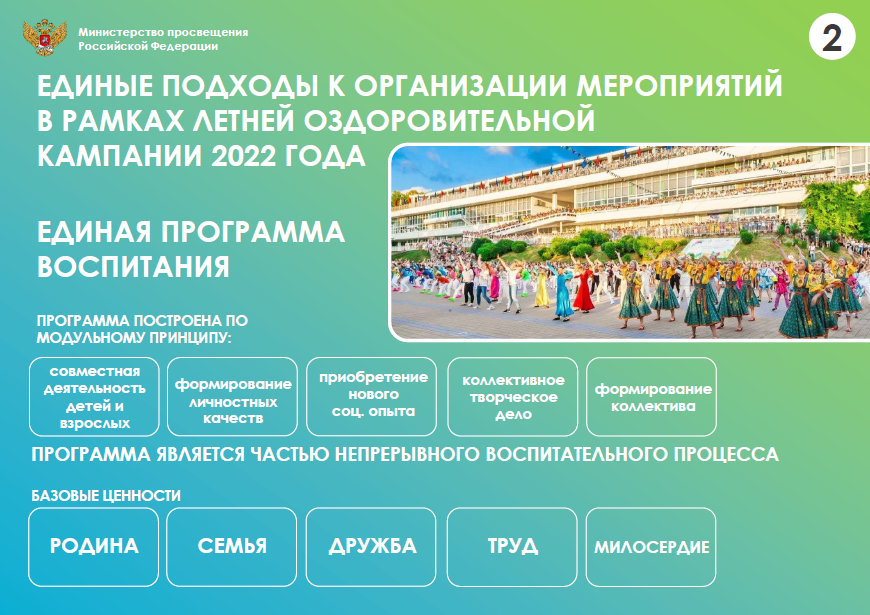 Министерство просвещения
Российской Федерации
2
ЕДИНЫЕ ПОДХОДЫ К ОРГАНИЗАЦИИ МЕРОПРИЯТИЙ
В РАМКАХ ЛЕТНЕЙ ОЗДОРОВИТЕЛЬНОЙ
КАМПАНИИ 2022 ГОДА
ЕДИНАЯ ПРОГРАММА
ВОСПИТАНИЯ
ПРОГРАММА ПОСТРОЕНА ПО
МОДУЛЬНОМУ ПРИНЦИПУ:
совместная
деятельность
детей и
взрослых
формирование
личностных
качеств
приобретение
нового
соц. опыта
коллективное
творческое
дело
формирование
коллектива
ПРОГРАММА ЯВЛЯЕТСЯ ЧАСТЬЮ НЕПРЕРЫВНОГО ВОСПИТАТЕЛЬНОГО ПРОЦЕССА
БАЗОВЫЕ ЦЕННОСТИ
РОДИНА
СЕМЬЯ
ДРУЖБА
ТРУД
МИЛОСЕРДИЕ